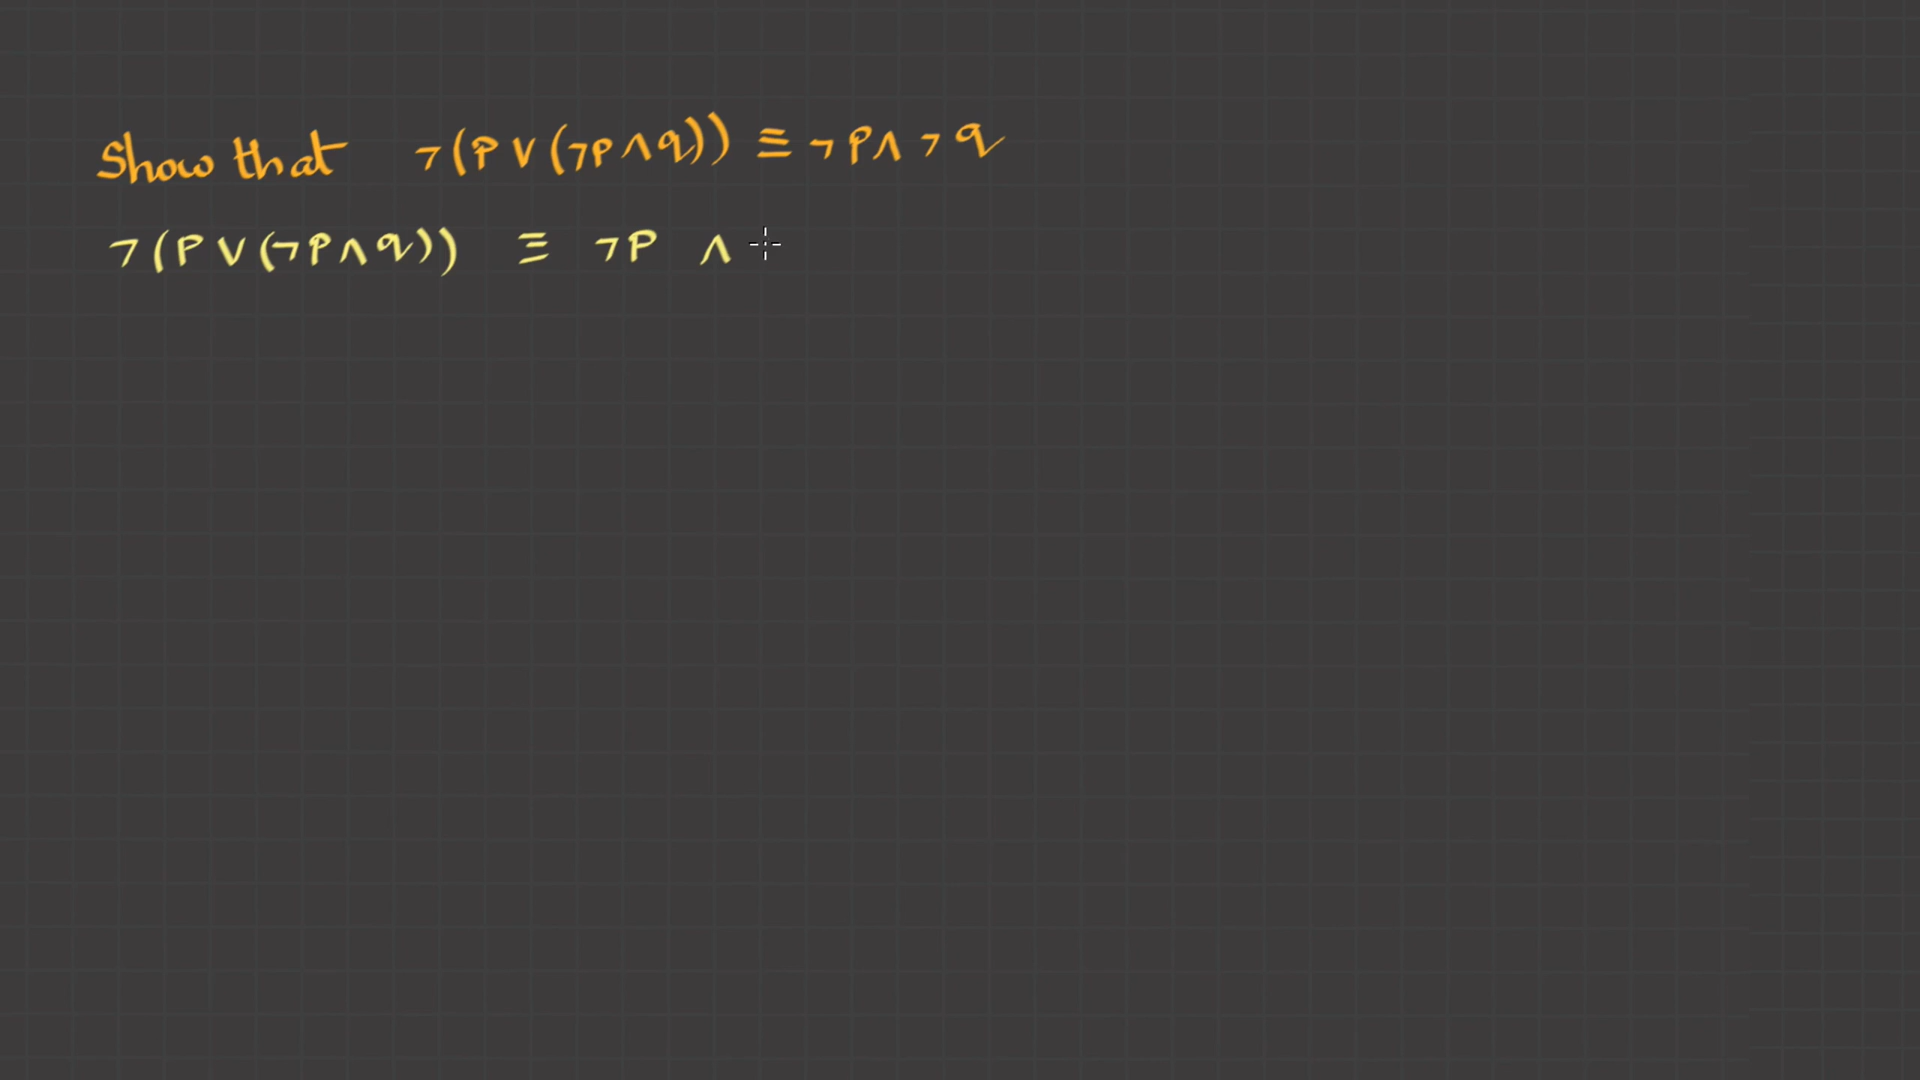 Show that ¬(P ∨ (¬P ∧ q)) ≡ ¬P ∧ ¬q
¬(P ∨ (¬P ∧ q)) ≡ ¬P ∧